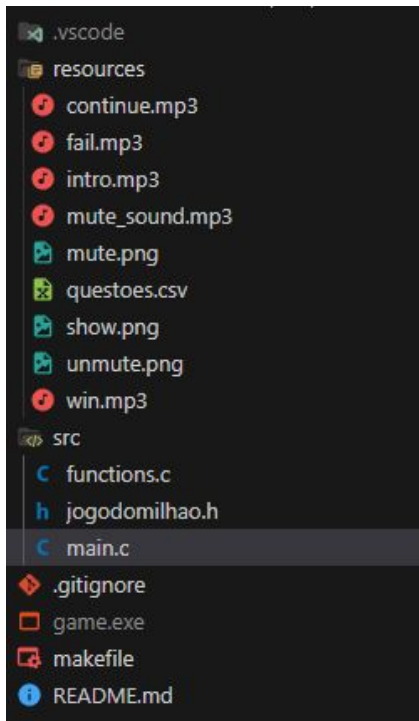 .vscode
resources
continue.mp3
fail.mp3
intro.mp3
mute_sound.mp3
mute.png
questoes.csv
show.png
unmute.png
win.mp3
src
C functions.c
h jogodomilhao.h
C main.c
.gitignore
game.exe
makefile
README.md